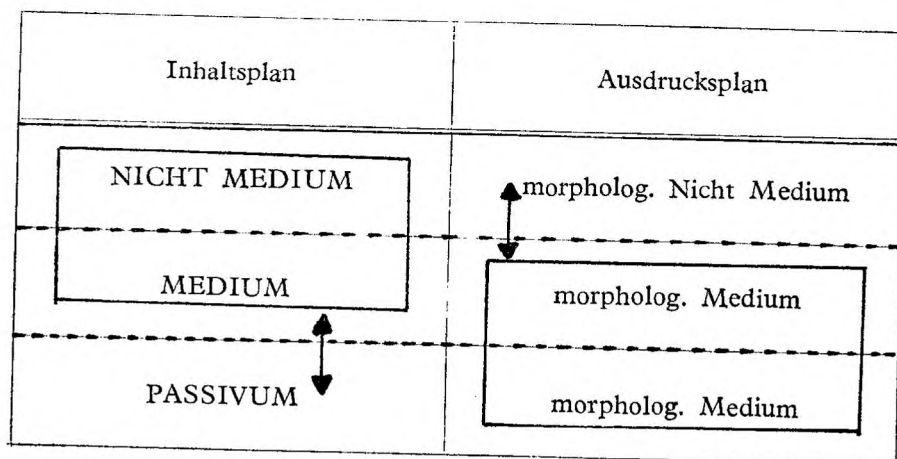 Inhaltsplan
Ausdrucksplan
NICHT MEDIUM
morpholog. Nicht Medium
MEDIUM
morpholog. Medium
PASSIVUM
morpholog. Medium